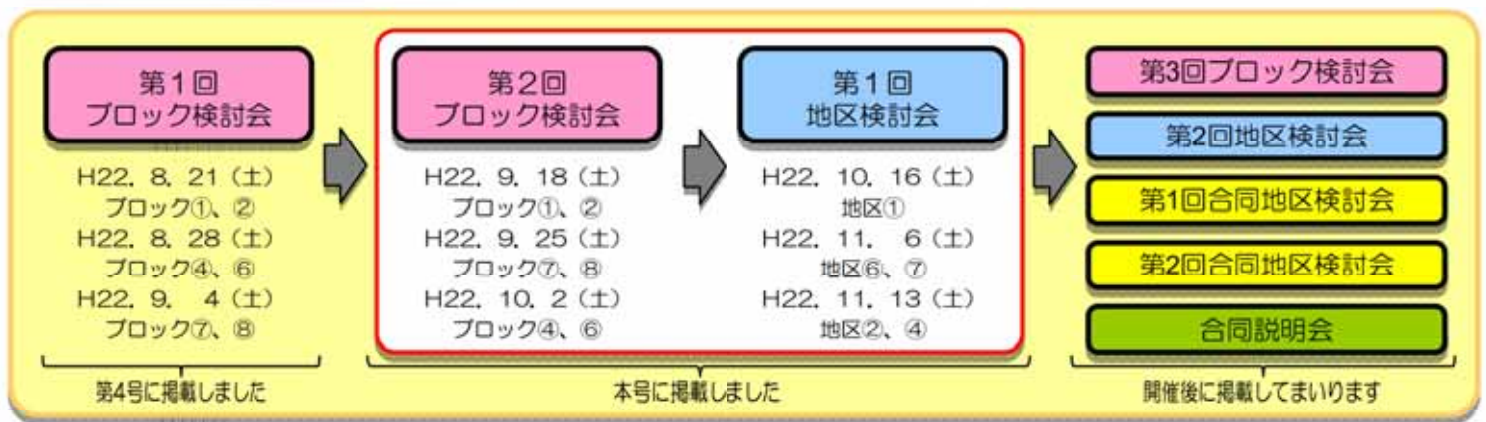 第1回
ブロック検討会
H22. 8. 21（土）
ブロック①、②
H22. 8. 28（土）
ブロック④、⑥
H22. 9. 4（土）
ブロック⑦、⑧
第4号に掲載しました
第2回
ブロック検討会
H22. 9. 18（土）
ブロック①、②
H22. 9. 25（土）
ブロック⑦、⑧
H22. 10. 2（土）
ブロック④、⑥
第1回
地区検討会
H22. 10. 16（土）
地区①
H22. 11. 6（土）
地区⑥、⑦
H22. 11. 13（土）
地区②、④
本号に掲載しました
第3回ブロック検討会
第2回地区検討会
第1回合同地区検討会
第2回合同地区検討会
合同説明会
開催後に掲載してまいります